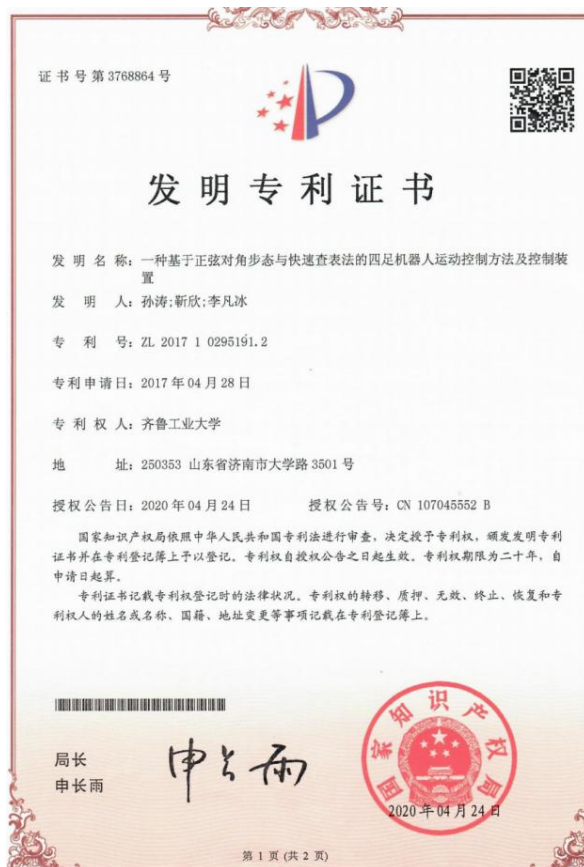 证书号第3768864号
发明专利证书
发明名称：一种基于正弦对角步态与快速查表法的四足机器人运动控制方法及控制装
置
发明人：孙涛;靳欣;李凡冰
专利号：ZL 2017 1 0295191.2
专利申请日：2017年04月28日
专利权人：齐鲁工业大学
地址：250353 山东省济南市大学路3501号
授权公告日：2020年04月24日 授权公告号：CN 107045552 B
国家知识产权局依照中华人民共和国专利法进行审查，决定授予专利权，颁发发明专利
证书并在专利登记簿上予以登记。专利权自授权公告之日起生效。专利权期限为二十年，自
申请日起算。
专利证书记载专利权登记时的法律状况。专利权的转移、质押、无效、终止、恢复和专
利权人的姓名或名称、国籍、地址变更等事项记载在专利登记簿上。
局长
申长雨
申长雨
国家知识产权局
2020年04月24日
第1页(共2页)